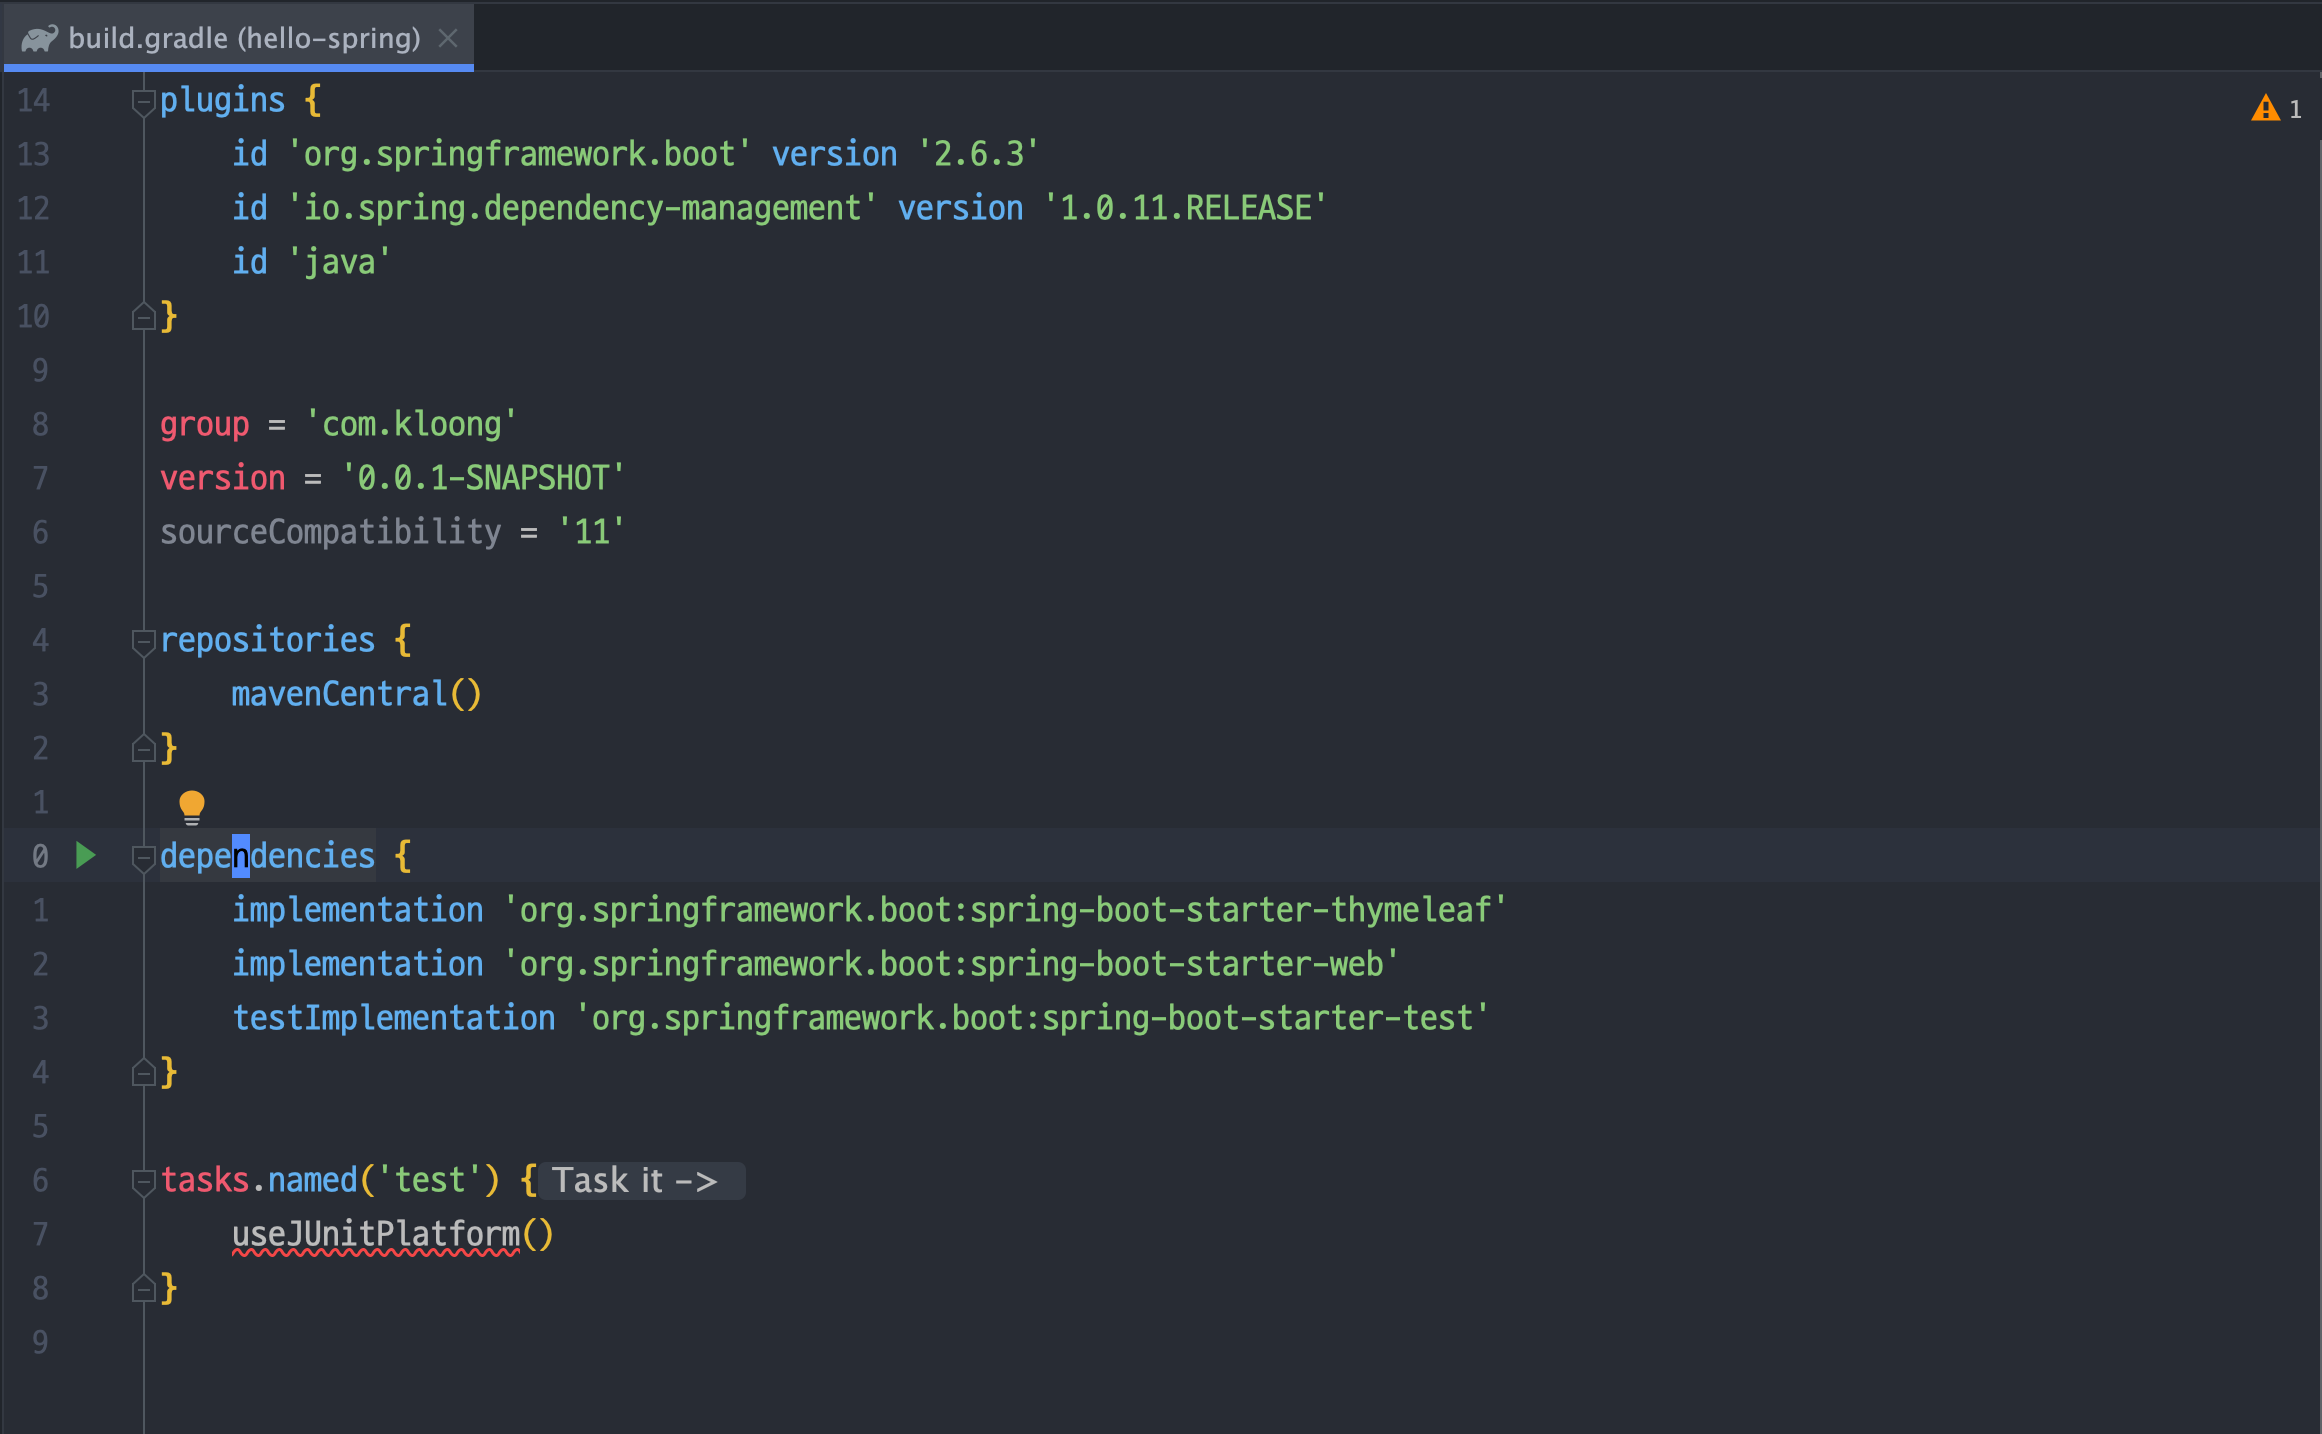 build.gradle (hello-spring)
1
14 plugins {
13     id 'org.springframework.boot' version '2.6.3'
12     id 'io.spring.dependency-management' version '1.0.11.RELEASE'
11     id 'java'
10 }
9
8 group = 'com.kloong'
7 version = '0.0.1-SNAPSHOT'
6 sourceCompatibility = '11'
5
4 repositories {
3     mavenCentral()
2 }
1
0 dependencies {
1     implementation 'org.springframework.boot:spring-boot-starter-thymeleaf'
2     implementation 'org.springframework.boot:spring-boot-starter-web'
3     testImplementation 'org.springframework.boot:spring-boot-starter-test'
4 }
5
6 tasks.named('test') { Task it ->
7     useJUnitPlatform()
8 }
9